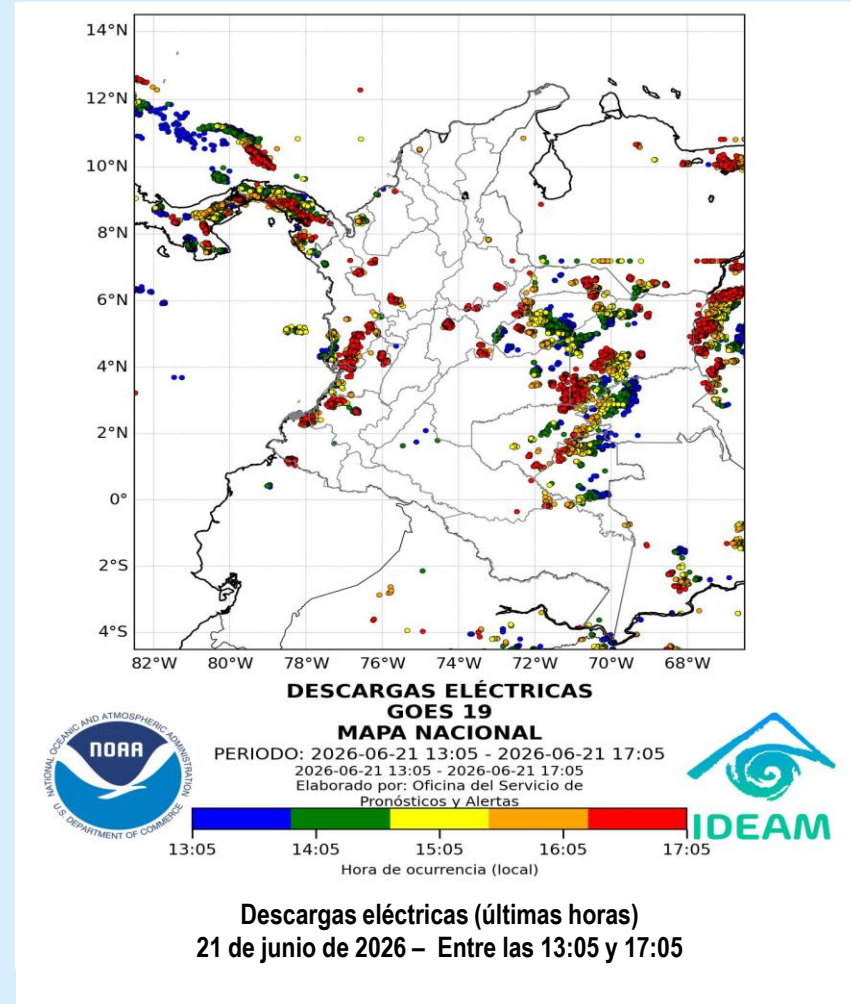 14°N
12°N
10°N
8°N
6°N
4°N
2°N
0°
2°S
4°S
82°W 80°W 78°W 76°W 74°W 72°W 70°W 68°W
DESCARGAS ELÉCTRICAS
GOES 19
MAPA NACIONAL
PERIODO: 2026-06-21 13:05 - 2026-06-21 17:05
2026-06-21 13:05 - 2026-06-21 17:05
Elaborado por: Oficina del Servicio de
Pronósticos y Alertas
NATIONAL OCEANIC AND ATMOSPHERIC ADMINISTRATION
NOAA
U.S. DEPARTMENT OF COMMERCE
IDEAM
13:05 14:05 15:05 16:05 17:05
Hora de ocurrencia (local)
Descargas eléctricas (últimas horas)
21 de junio de 2026 – Entre las 13:05 y 17:05